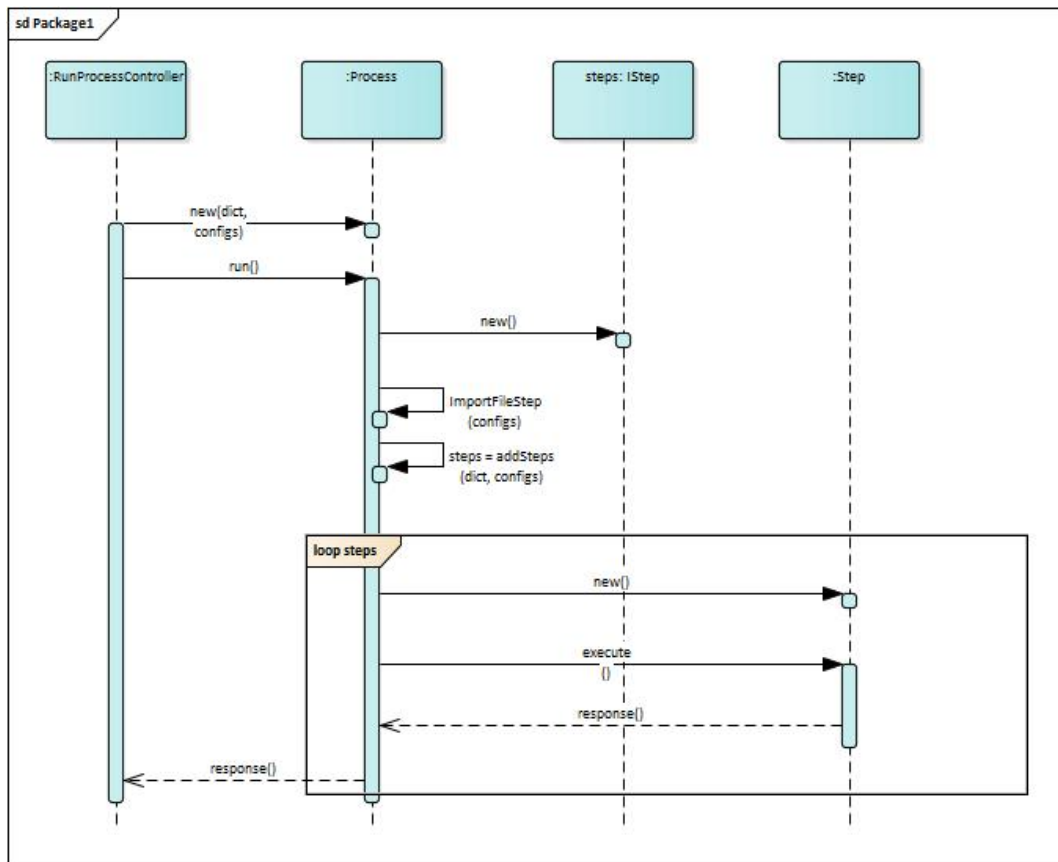 sd Package1
:RunProcessController
:Process
steps: IStep
:Step
new(dict,
configs)
run()
new()
ImportFileStep
(configs)
steps = addSteps
(dict, configs)
loop steps
new()
execute
()
response()
response()